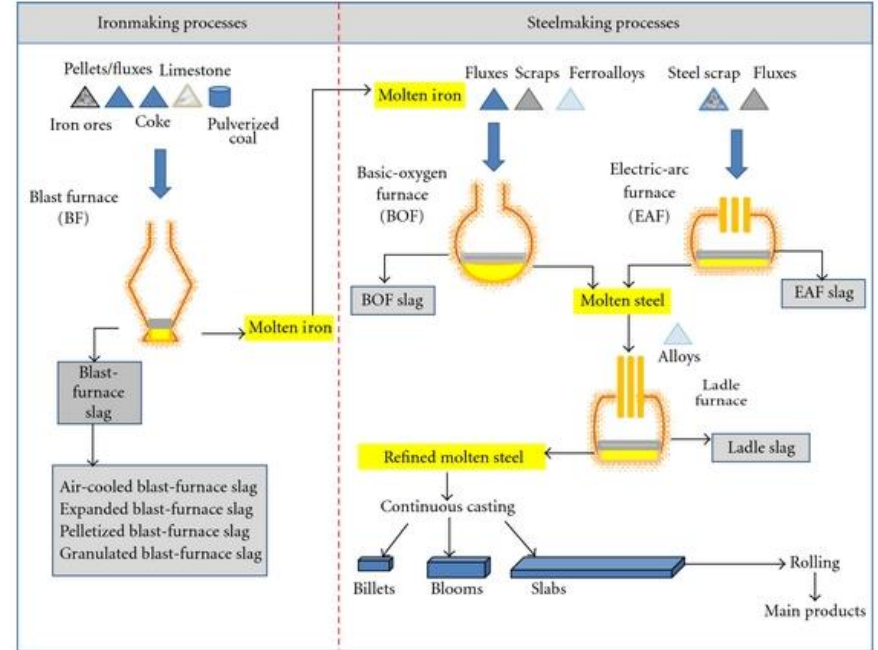 Ironmaking processes
Steelmaking processes
Pellets/fluxes Limestone
Iron ores
Coke
Pulverized
coal
Blast furnace
(BF)
Molten iron
Blast-
furnace
slag
Air-cooled blast-furnace slag
Expanded blast-furnace slag
Pelletized blast-furnace slag
Granulated blast-furnace slag
Molten iron
Fluxes Scraps Ferroalloys
Steel scrap Fluxes
Basic-oxygen
furnace
(BOF)
Electric-arc
furnace
(EAF)
BOF slag
Molten steel
EAF slag
Alloys
Ladle
furnace
Ladle slag
Refined molten steel
Continuous casting
Billets
Blooms
Slabs
Rolling
Main products